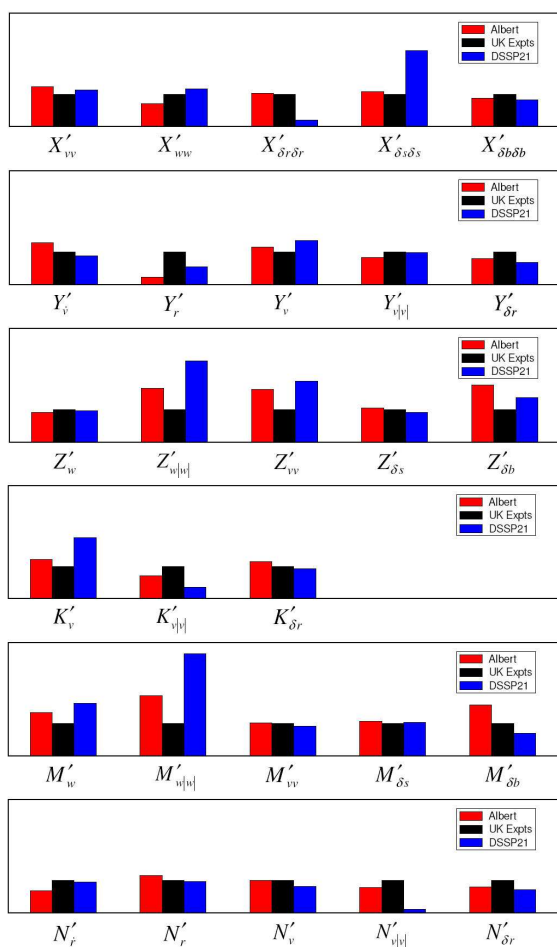 Albert
UK Expts
DSSP21
X′vv X′ww X′δrδr X′δsδs X′δbδb
Albert
UK Expts
DSSP21
Y′v̇ Y′r Y′v Y′v|v| Y′δr
Albert
UK Expts
DSSP21
Z′w Z′w|w| Z′vv Z′δs Z′δb
Albert
UK Expts
DSSP21
K′v K′v|v| K′δr
Albert
UK Expts
DSSP21
M′w M′w|w| M′vv M′δs M′δb
Albert
UK Expts
DSSP21
N′ṙ N′r N′v N′v|v| N′δr